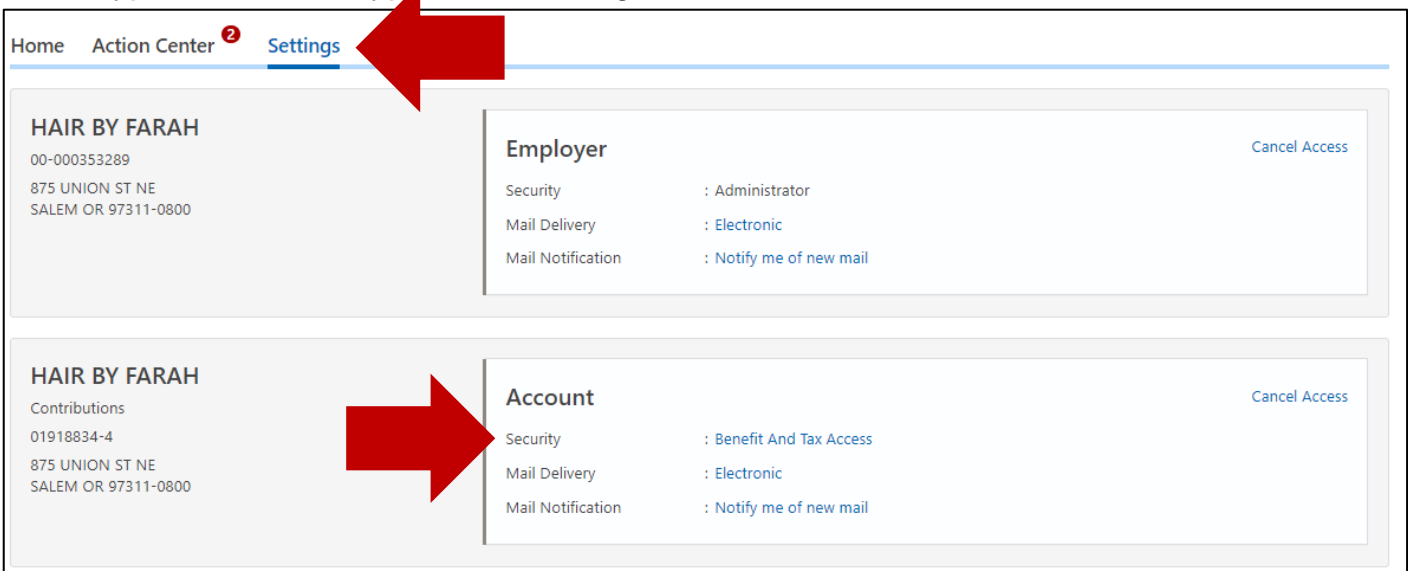 Home Action Center 2 Settings
HAIR BY FARAH
00-000353289
875 UNION ST NE
SALEM OR 97311-0800
Employer Cancel Access
Security : Administrator
Mail Delivery : Electronic
Mail Notification : Notify me of new mail
HAIR BY FARAH
Contributions
01918834-4
875 UNION ST NE
SALEM OR 97311-0800
Account Cancel Access
Security : Benefit And Tax Access
Mail Delivery : Electronic
Mail Notification : Notify me of new mail